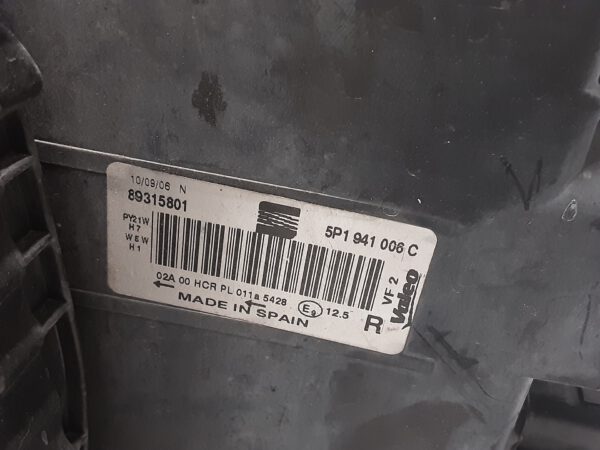 10/09/06 N
89315801
5P1 941 006 C
PY21W
H7
W5W
H1
02A 00 HCR PL 011a 5428
E9 12.5
MADE IN SPAIN
R
VF 2
Valeo